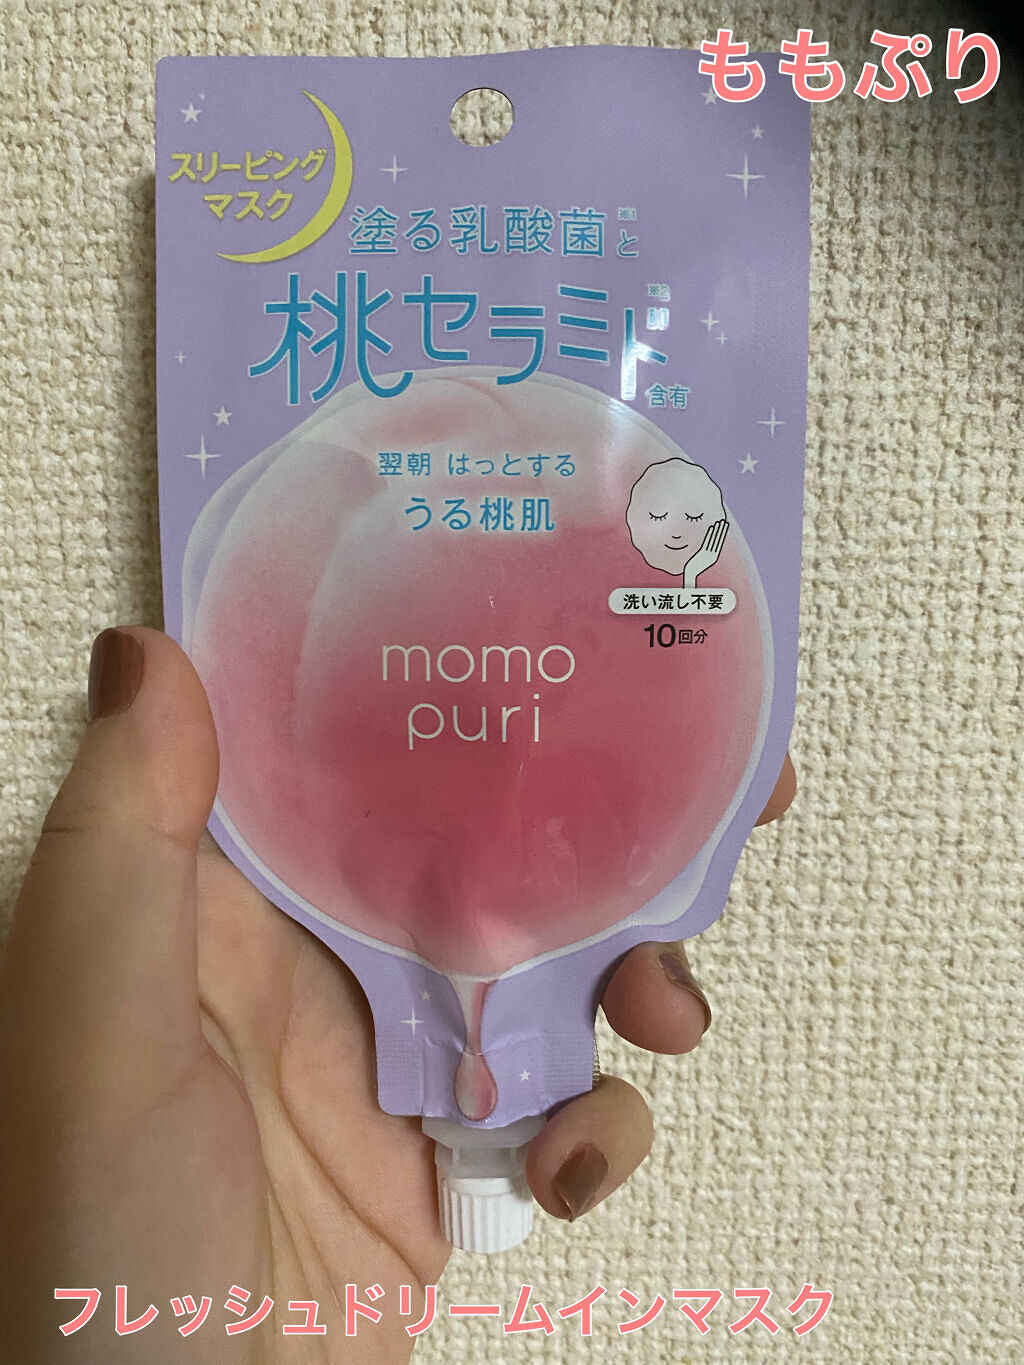 ももぷり
スリーピング
マスク
塗る乳酸菌※1と
桃セラミド※2
含有
翌朝 はっとする
うる桃肌
洗い流し不要
10回分
momo
puri
フレッシュドリームインマスク